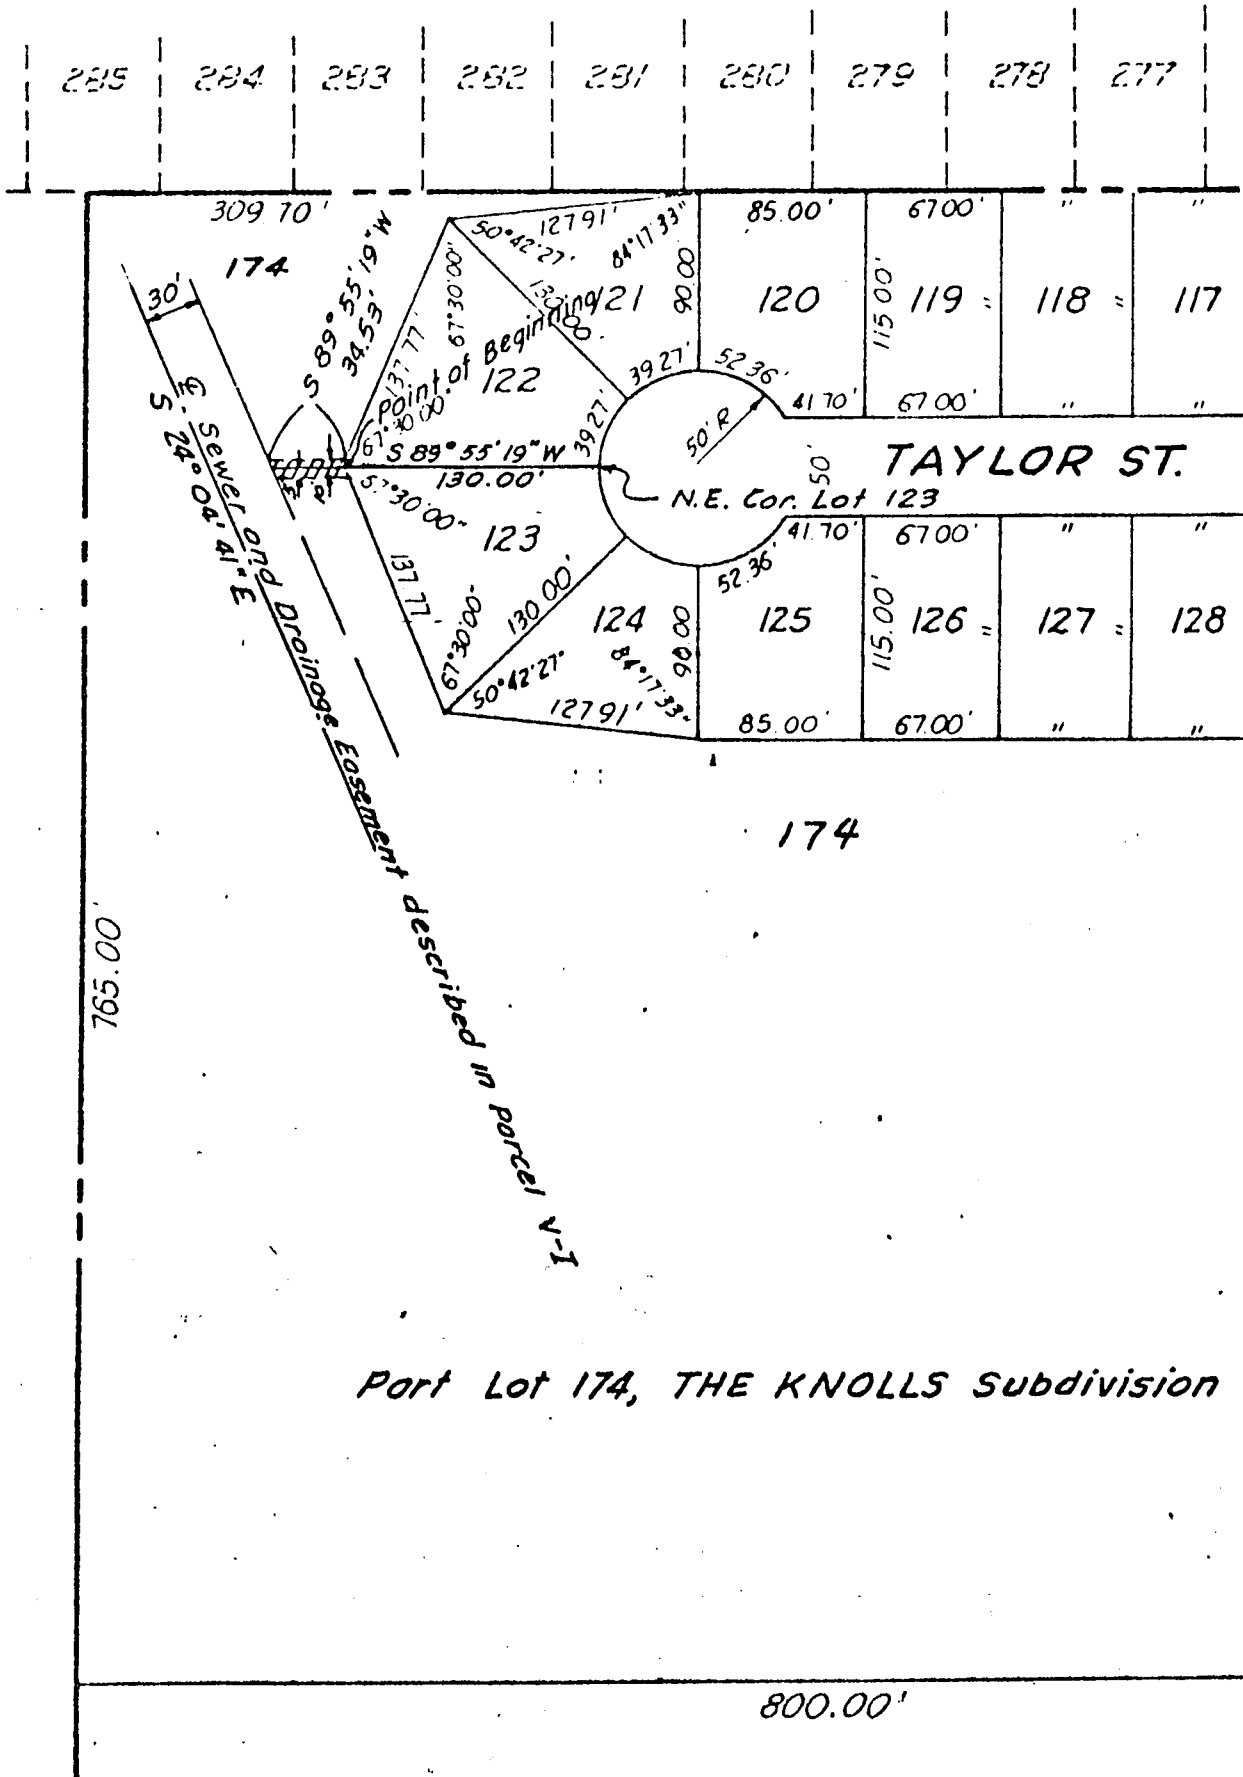 285 284 283 282 281 280 279 278 277
309.70'
127.91'
85.00' 67.00' " "
50°42'27" 84°17'33"
S 89°55'19"W
34.53'
174
30'
137.77'
67°30'00"
130.00
90.00
121 120 119 = 118 = 117
115.00'
Point of Beginning
122
39.27' 52.36'
39.27'
50' R
41.70' 67.00' " "
67°30'00"
S 89°55'19"W
130.00'
50'
TAYLOR ST.
N.E. Cor. Lot 123
123
137.77'
67°30'00"
130.00'
52.36'
41.70' 67.00' " "
124 125 126 = 127 = 128
90.00
115.00'
50°42'27" 84°17'33"
127.91'
85.00' 67.00' " "
℄ Sewer and Drainage Easement described in parcel V-I
S 24°04'41"E
174
765.00'
Part Lot 174, THE KNOLLS Subdivision
800.00'